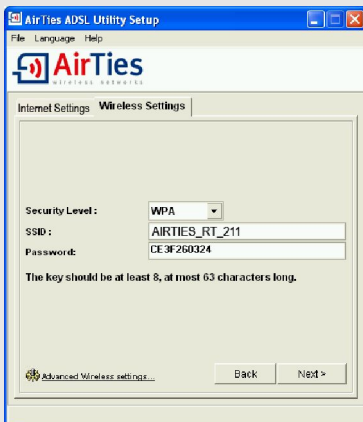 AirTies ADSL Utility Setup
File Language Help
AirTies
wireless networks
Internet Settings Wireless Settings
Security Level : WPA
SSID : AIRTIES_RT_211
Password: CE3F260324
The key should be at least 8, at most 63 characters long.
Advanced Wireless settings... Back Next >